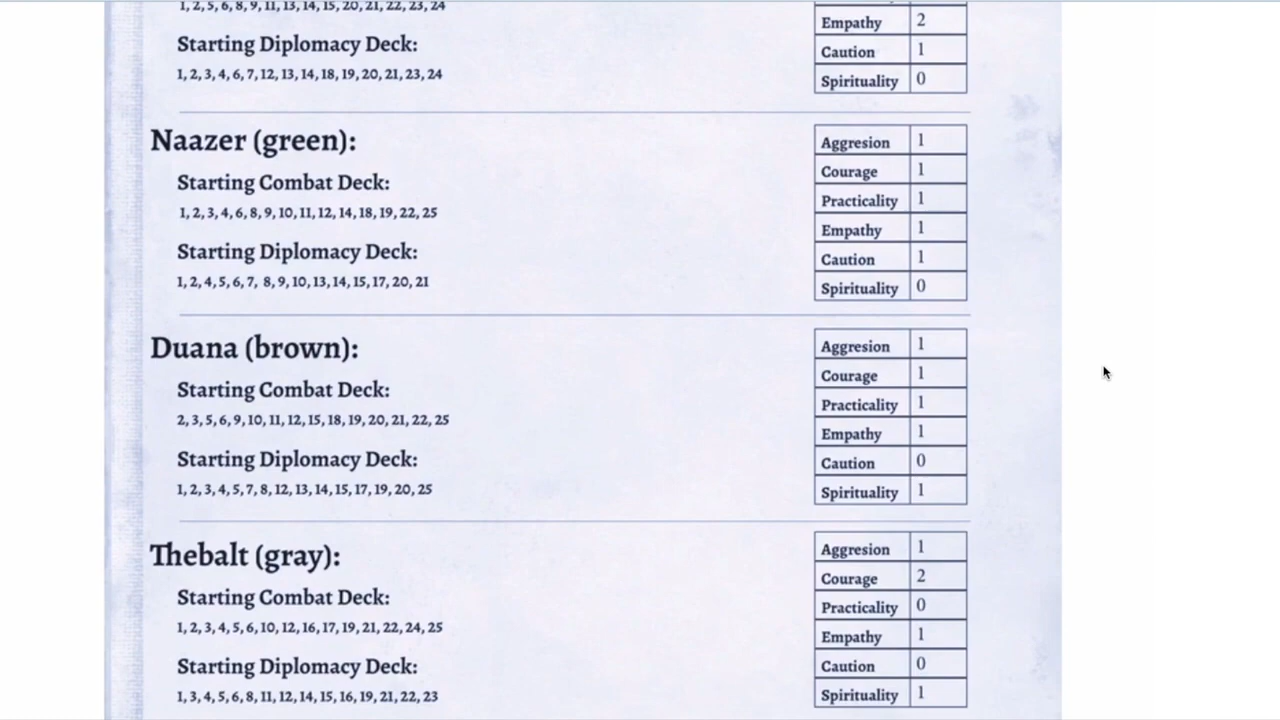 1, 2, 5, 6, 8, 9, 11, 13, 14, 15, 20, 21, 22, 23, 24
Starting Diplomacy Deck:
1, 2, 3, 4, 6, 7, 12, 13, 14, 18, 19, 20, 21, 23, 24
Empathy 2
Caution 1
Spirituality 0
Naazer (green):
Starting Combat Deck:
1, 2, 3, 4, 6, 8, 9, 10, 11, 12, 14, 18, 19, 22, 25
Starting Diplomacy Deck:
1, 2, 4, 5, 6, 7, 8, 9, 10, 13, 14, 15, 17, 20, 21
Aggresion 1
Courage 1
Practicality 1
Empathy 1
Caution 1
Spirituality 0
Duana (brown):
Starting Combat Deck:
2, 3, 5, 6, 9, 10, 11, 12, 15, 18, 19, 20, 21, 22, 25
Starting Diplomacy Deck:
1, 2, 3, 4, 5, 7, 8, 12, 13, 14, 15, 17, 19, 20, 25
Aggresion 1
Courage 1
Practicality 1
Empathy 1
Caution 0
Spirituality 1
Thebalt (gray):
Starting Combat Deck:
1, 2, 3, 4, 5, 6, 10, 12, 16, 17, 19, 21, 22, 24, 25
Starting Diplomacy Deck:
1, 3, 4, 5, 6, 8, 11, 12, 14, 15, 16, 19, 21, 22, 23
Aggresion 1
Courage 2
Practicality 0
Empathy 1
Caution 0
Spirituality 1